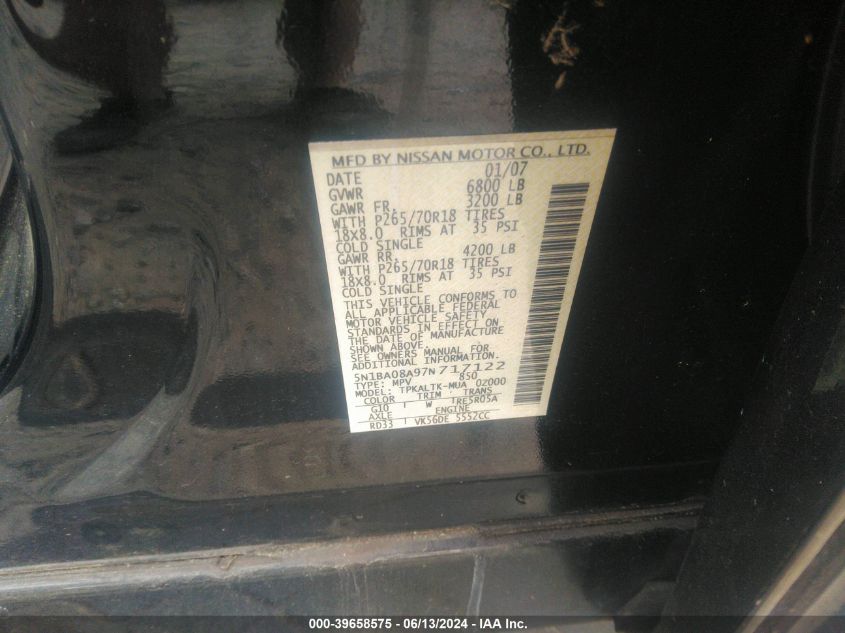 MFD BY NISSAN MOTOR CO., LTD.
DATE 01/07
GVWR 6800 LB
GAWR FR. 3200 LB
WITH P265/70R18 TIRES
18X8.0 RIMS AT 35 PSI
COLD SINGLE
GAWR RR. 4200 LB
WITH P265/70R18 TIRES
18X8.0 RIMS AT 35 PSI
COLD SINGLE
THIS VEHICLE CONFORMS TO
ALL APPLICABLE FEDERAL
MOTOR VEHICLE SAFETY
STANDARDS IN EFFECT ON
THE DATE OF MANUFACTURE
SHOWN ABOVE.
SEE OWNERS MANUAL FOR
ADDITIONAL INFORMATION.
5N1BA08A97N717122
TYPE: MPV 850
MODEL: TPKALTK-MUA 02000
COLOR TRIM TRANS
G10 W TRE5R05A
AXLE ENGINE
RD33 VK56DE 5552CC
000-39658575 - 06/13/2024 - IAA Inc.